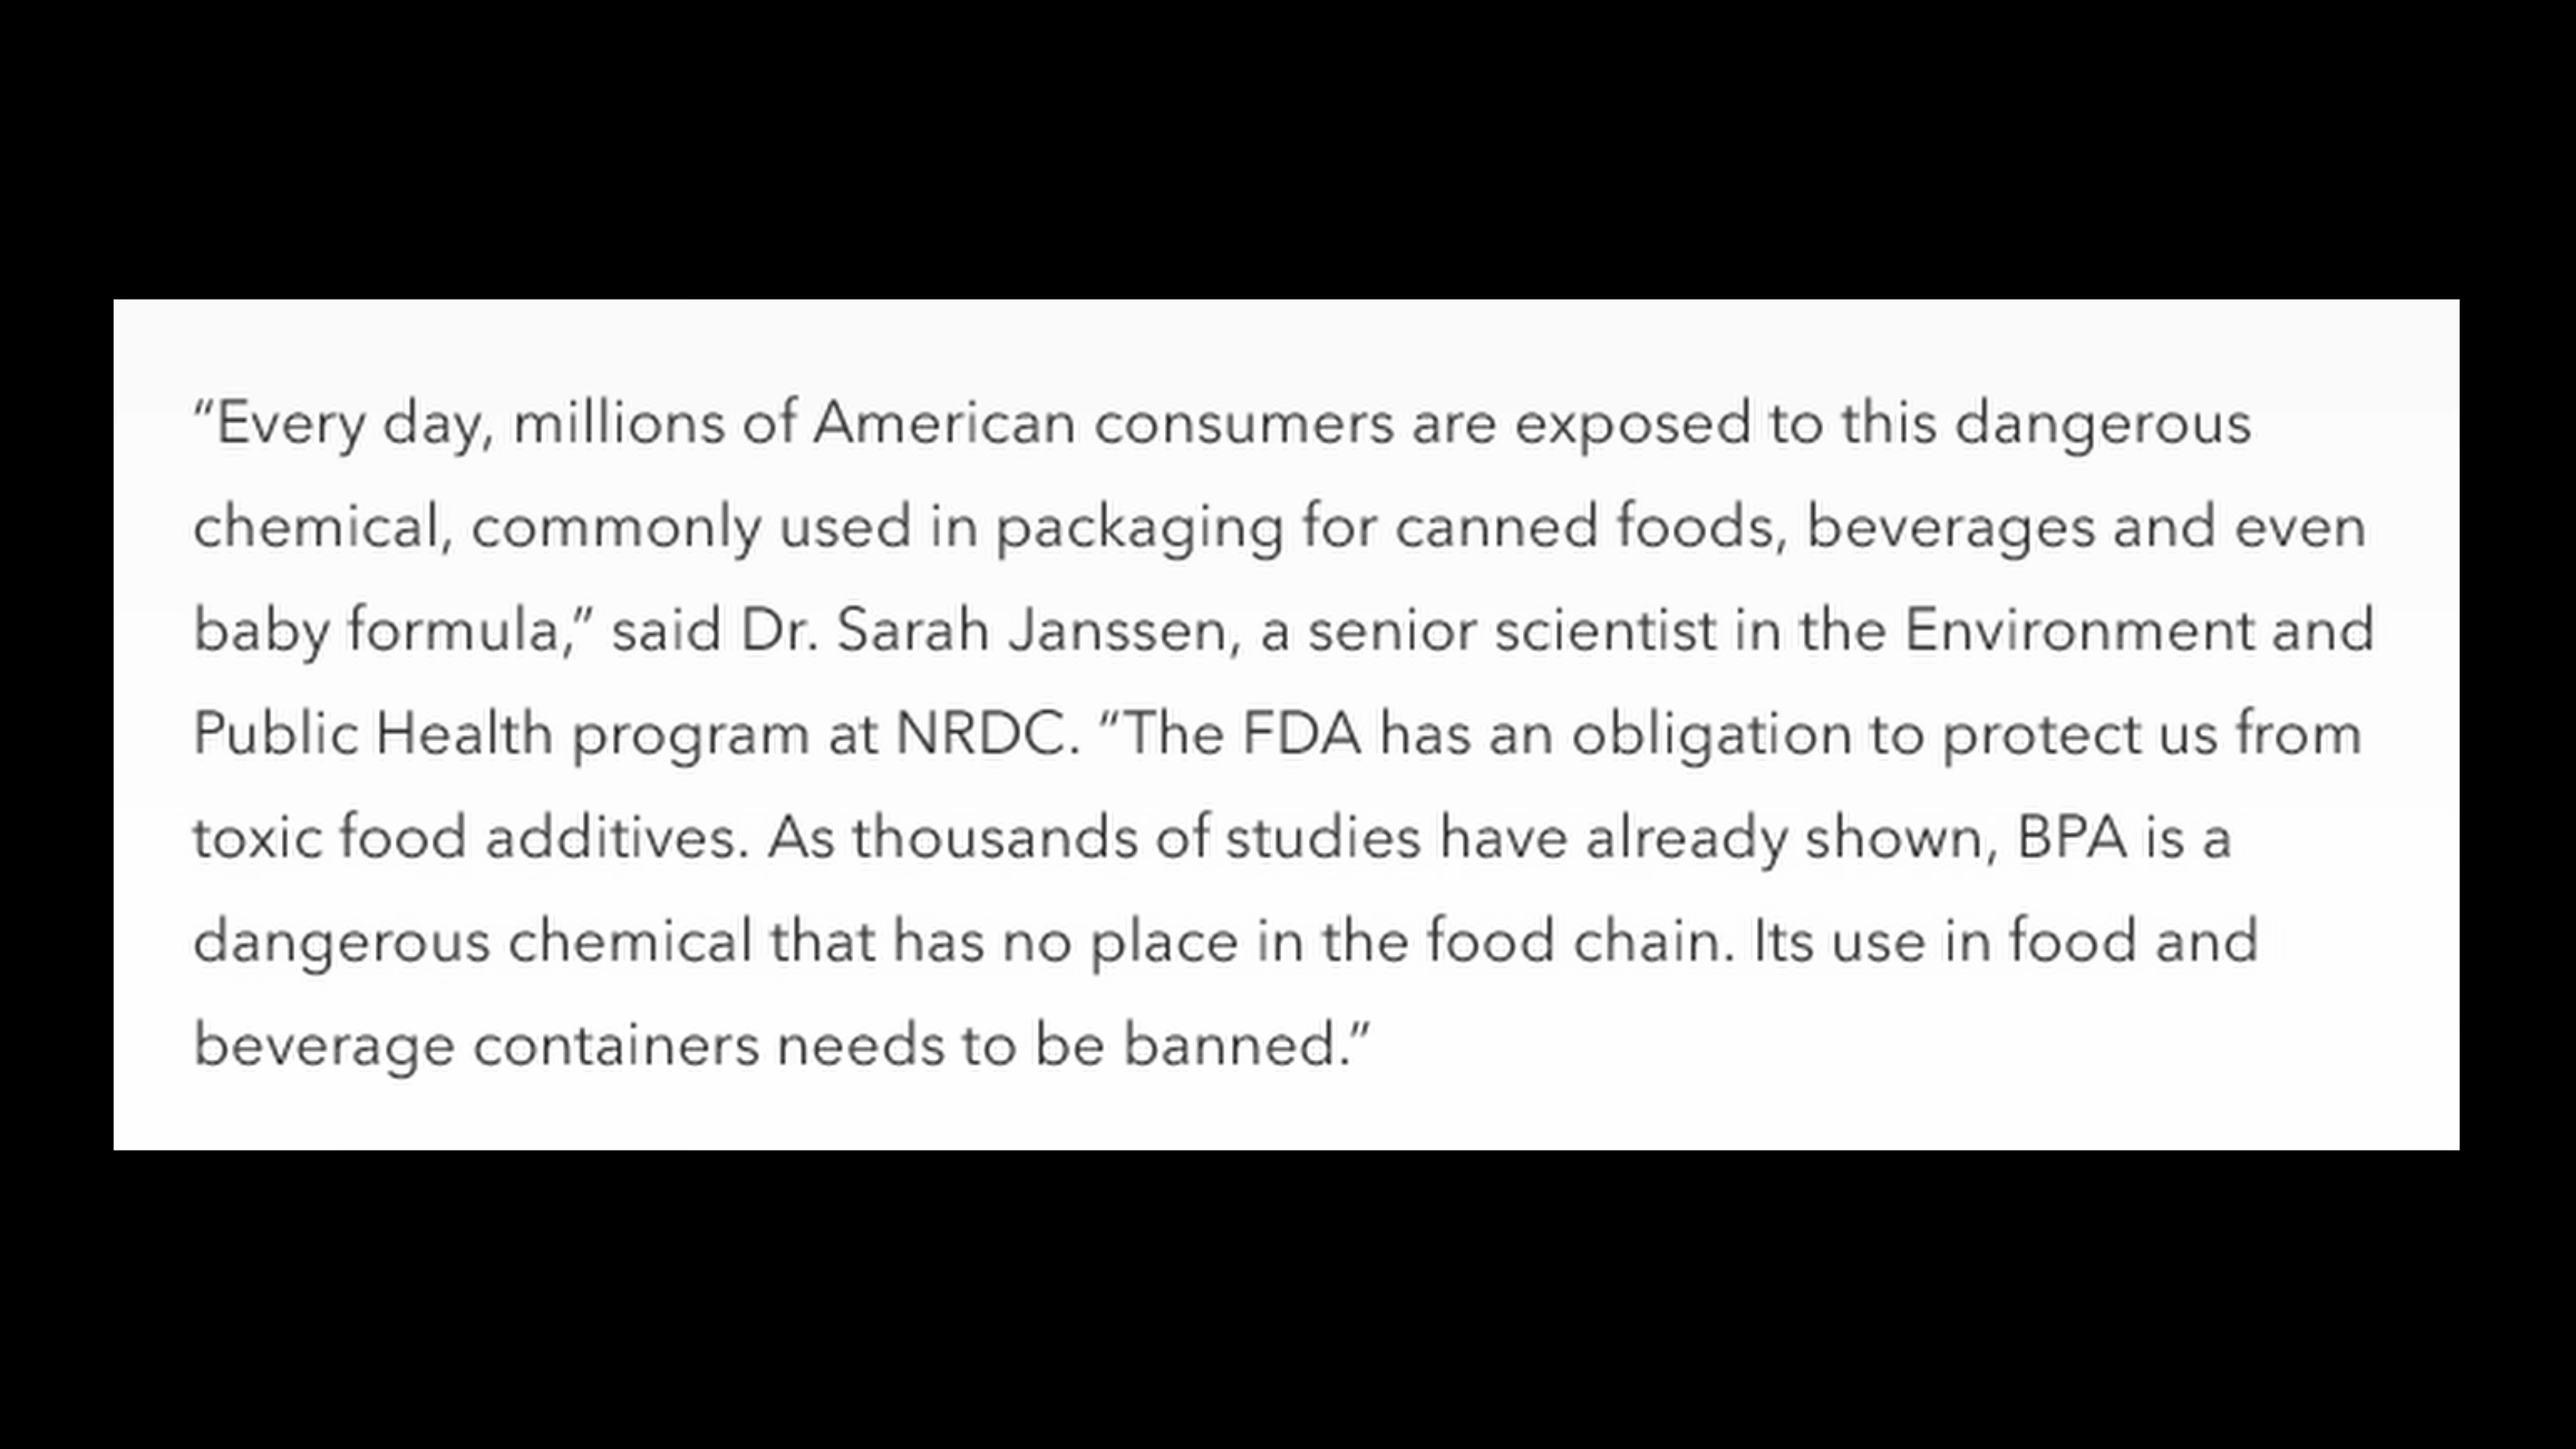 “Every day, millions of American consumers are exposed to this dangerous
chemical, commonly used in packaging for canned foods, beverages and even
baby formula,” said Dr. Sarah Janssen, a senior scientist in the Environment and
Public Health program at NRDC. “The FDA has an obligation to protect us from
toxic food additives. As thousands of studies have already shown, BPA is a
dangerous chemical that has no place in the food chain. Its use in food and
beverage containers needs to be banned.”